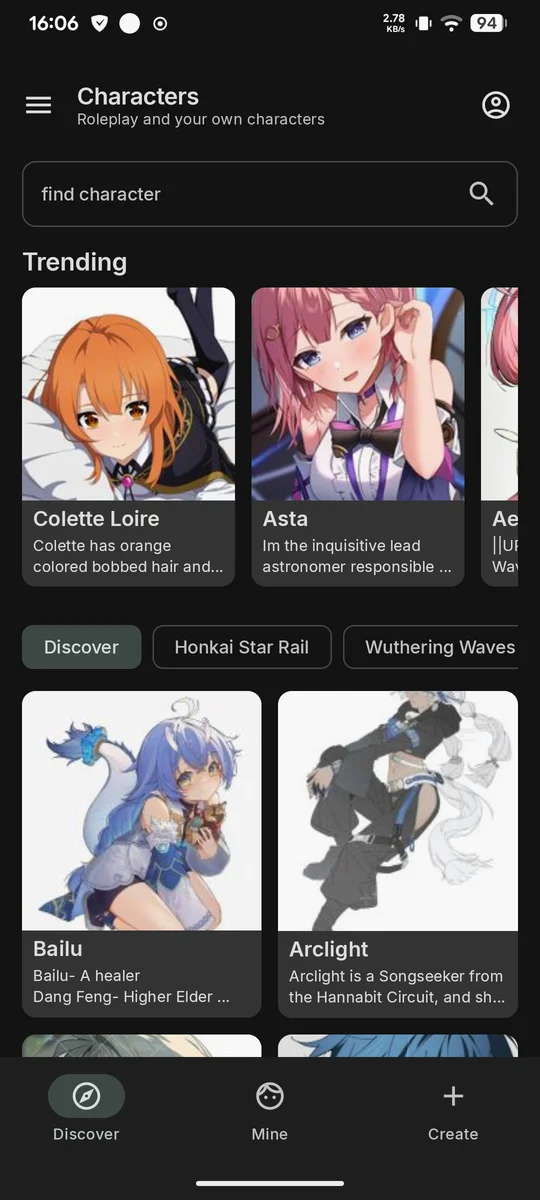 16:06
2.78
KB/s
94
Characters
Roleplay and your own characters
find character
Trending
Colette Loire
Colette has orange
colored bobbed hair and...
Asta
Im the inquisitive lead
astronomer responsible ...
Ae
||UF
Wav
Discover
Honkai Star Rail
Wuthering Waves
Bailu
Bailu- A healer
Dang Feng- Higher Elder ...
Arclight
Arclight is a Songseeker from
the Hannabit Circuit, and sh...
Discover
Mine
Create